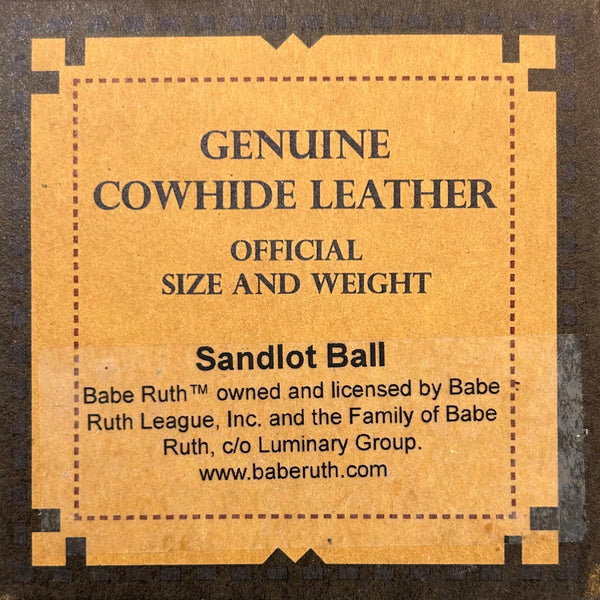 GENUINE
COWHIDE LEATHER
OFFICIAL
SIZE AND WEIGHT
Sandlot Ball
Babe Ruth™ owned and licensed by Babe
Ruth League, Inc. and the Family of Babe
Ruth, c/o Luminary Group.
www.baberuth.com